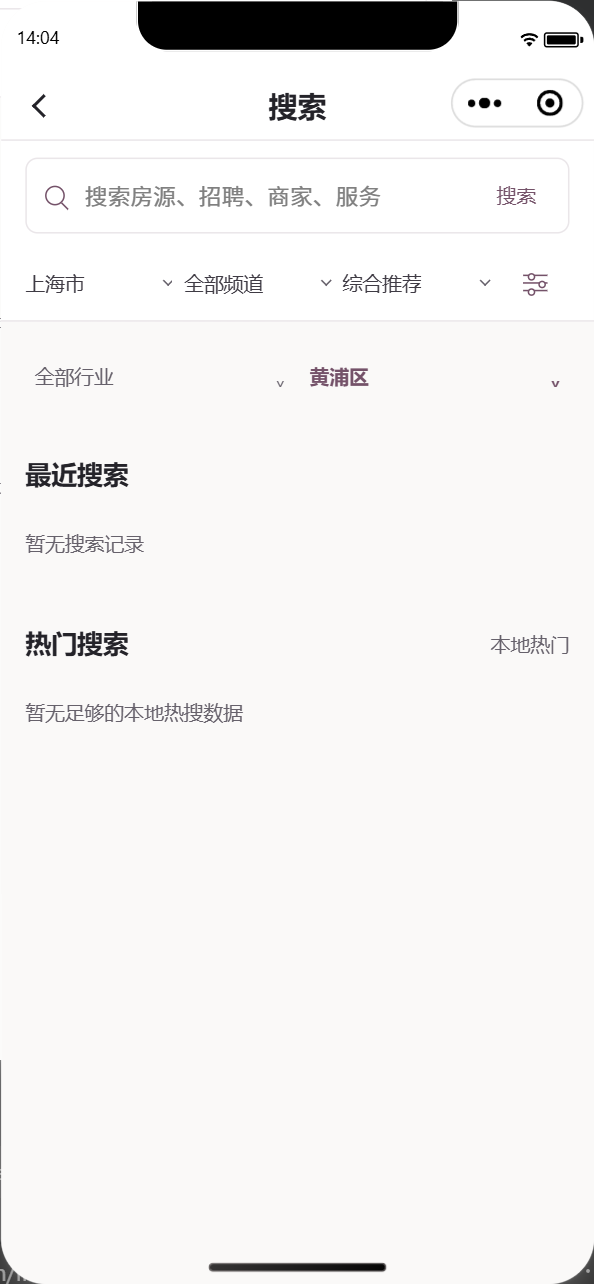 14:04
搜索
搜索房源、招聘、商家、服务 搜索
上海市 全部频道 综合推荐
全部行业 黄浦区
最近搜索
暂无搜索记录
热门搜索 本地热门
暂无足够的本地热搜数据